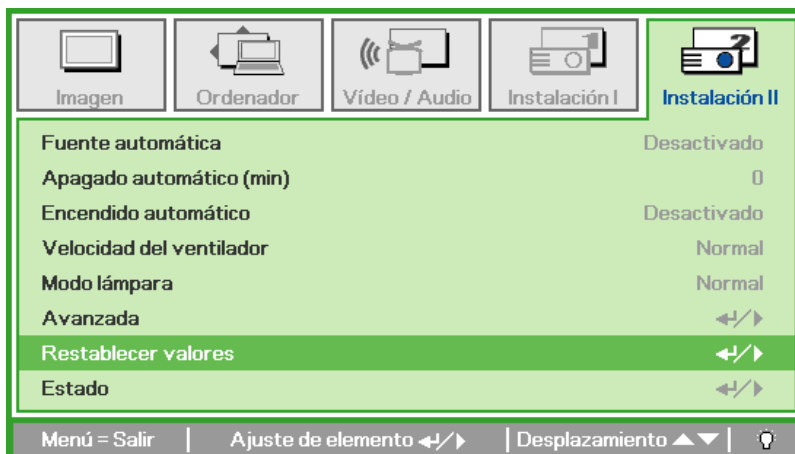 Imagen Ordenador Vídeo / Audio Instalación I Instalación II
Fuente automática Desactivado
Apagado automático (min) 0
Encendido automático Desactivado
Velocidad del ventilador Normal
Modo lámpara Normal
Avanzada
Restablecer valores
Estado
Menú = Salir | Ajuste de elemento | Desplazamiento |